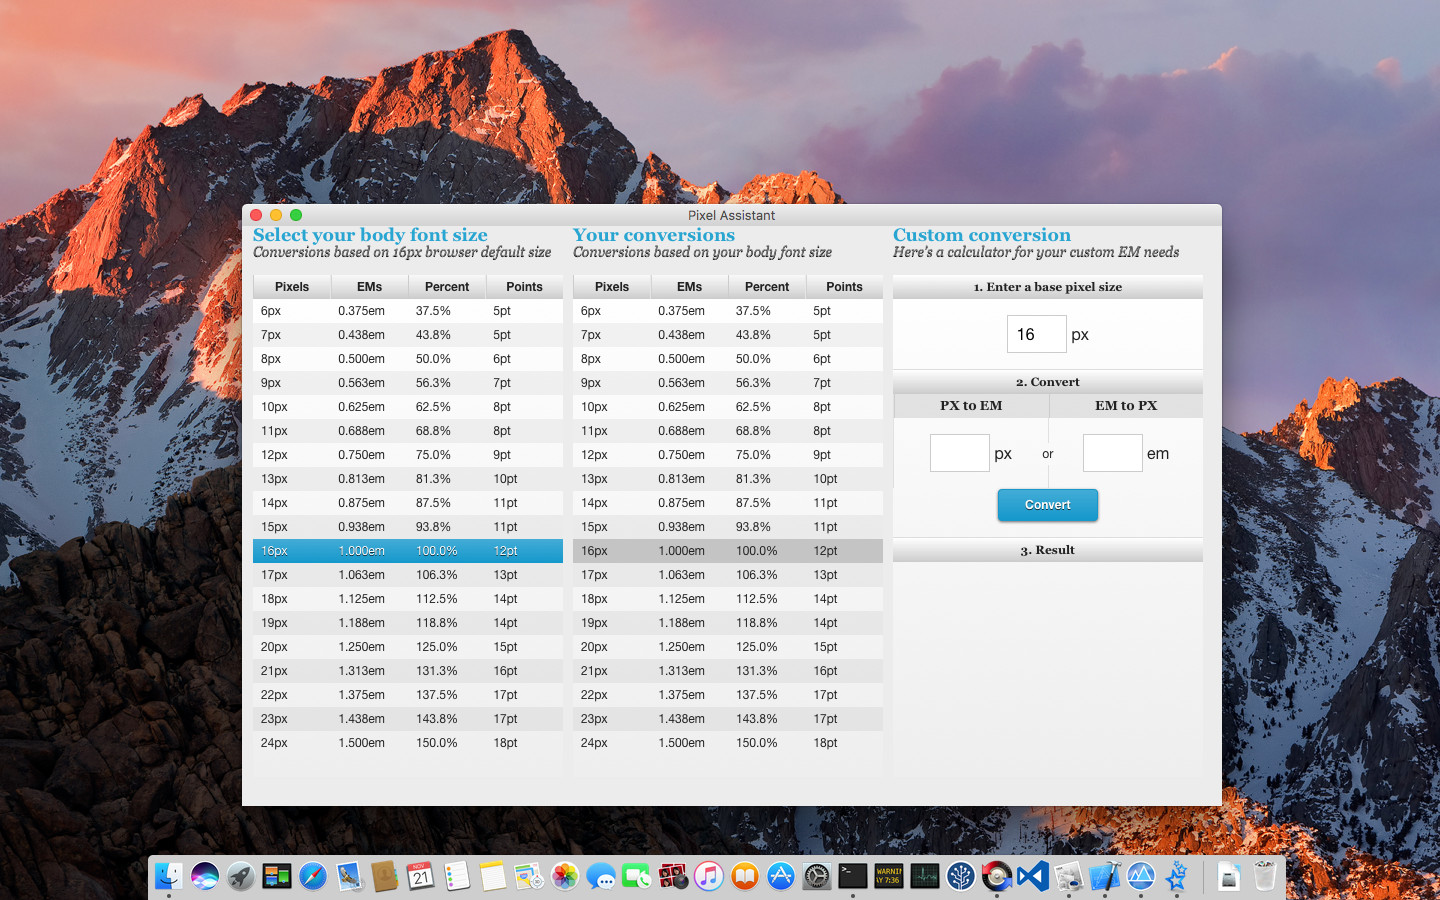 Pixel Assistant
Select your body font size
Conversions based on 16px browser default size
Pixels EMs Percent Points
6px 0.375em 37.5% 5pt
7px 0.438em 43.8% 5pt
8px 0.500em 50.0% 6pt
9px 0.563em 56.3% 7pt
10px 0.625em 62.5% 8pt
11px 0.688em 68.8% 8pt
12px 0.750em 75.0% 9pt
13px 0.813em 81.3% 10pt
14px 0.875em 87.5% 11pt
15px 0.938em 93.8% 11pt
16px 1.000em 100.0% 12pt
17px 1.063em 106.3% 13pt
18px 1.125em 112.5% 14pt
19px 1.188em 118.8% 14pt
20px 1.250em 125.0% 15pt
21px 1.313em 131.3% 16pt
22px 1.375em 137.5% 17pt
23px 1.438em 143.8% 17pt
24px 1.500em 150.0% 18pt
Your conversions
Conversions based on your body font size
Pixels EMs Percent Points
6px 0.375em 37.5% 5pt
7px 0.438em 43.8% 5pt
8px 0.500em 50.0% 6pt
9px 0.563em 56.3% 7pt
10px 0.625em 62.5% 8pt
11px 0.688em 68.8% 8pt
12px 0.750em 75.0% 9pt
13px 0.813em 81.3% 10pt
14px 0.875em 87.5% 11pt
15px 0.938em 93.8% 11pt
16px 1.000em 100.0% 12pt
17px 1.063em 106.3% 13pt
18px 1.125em 112.5% 14pt
19px 1.188em 118.8% 14pt
20px 1.250em 125.0% 15pt
21px 1.313em 131.3% 16pt
22px 1.375em 137.5% 17pt
23px 1.438em 143.8% 17pt
24px 1.500em 150.0% 18pt
Custom conversion
Here's a calculator for your custom EM needs
1. Enter a base pixel size
16 px
2. Convert
PX to EM EM to PX
px or em
Convert
3. Result
NOV
21
WARNIN
AY 7:36